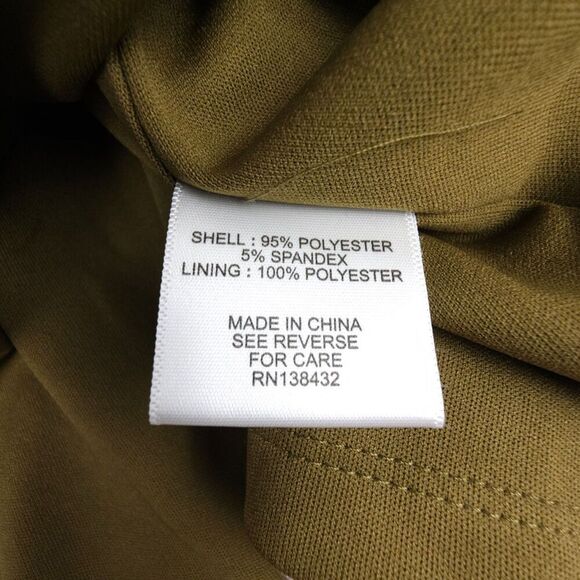 SHELL : 95% POLYESTER
5% SPANDEX
LINING : 100% POLYESTER
MADE IN CHINA
SEE REVERSE
FOR CARE
RN138432